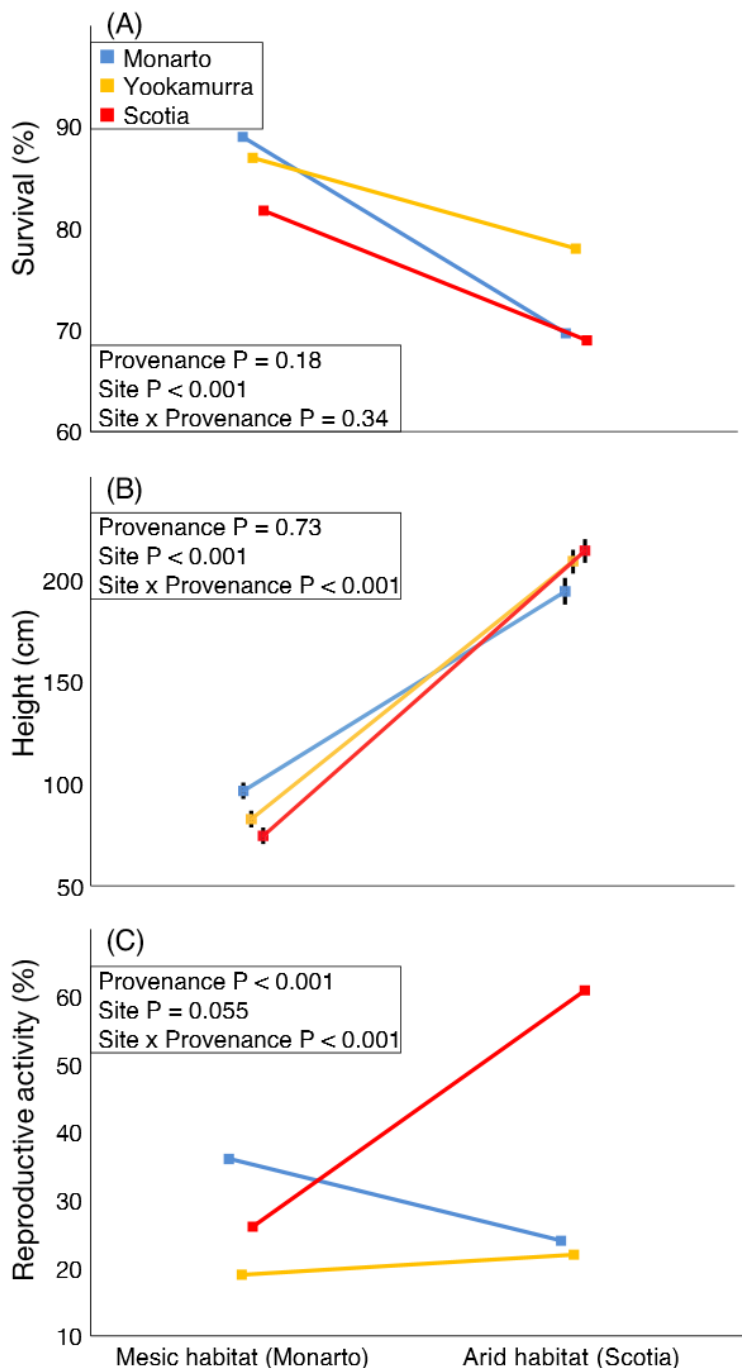 (A)
Monarto
Yookamurra
Scotia
Survival (%)
90
80
70
60
Provenance P = 0.18
Site P < 0.001
Site x Provenance P = 0.34
(B)
Provenance P = 0.73
Site P < 0.001
Site x Provenance P < 0.001
Height (cm)
200
150
100
50
(C)
Provenance P < 0.001
Site P = 0.055
Site x Provenance P < 0.001
Reproductive activity (%)
60
50
40
30
20
10
Mesic habitat (Monarto) Arid habitat (Scotia)